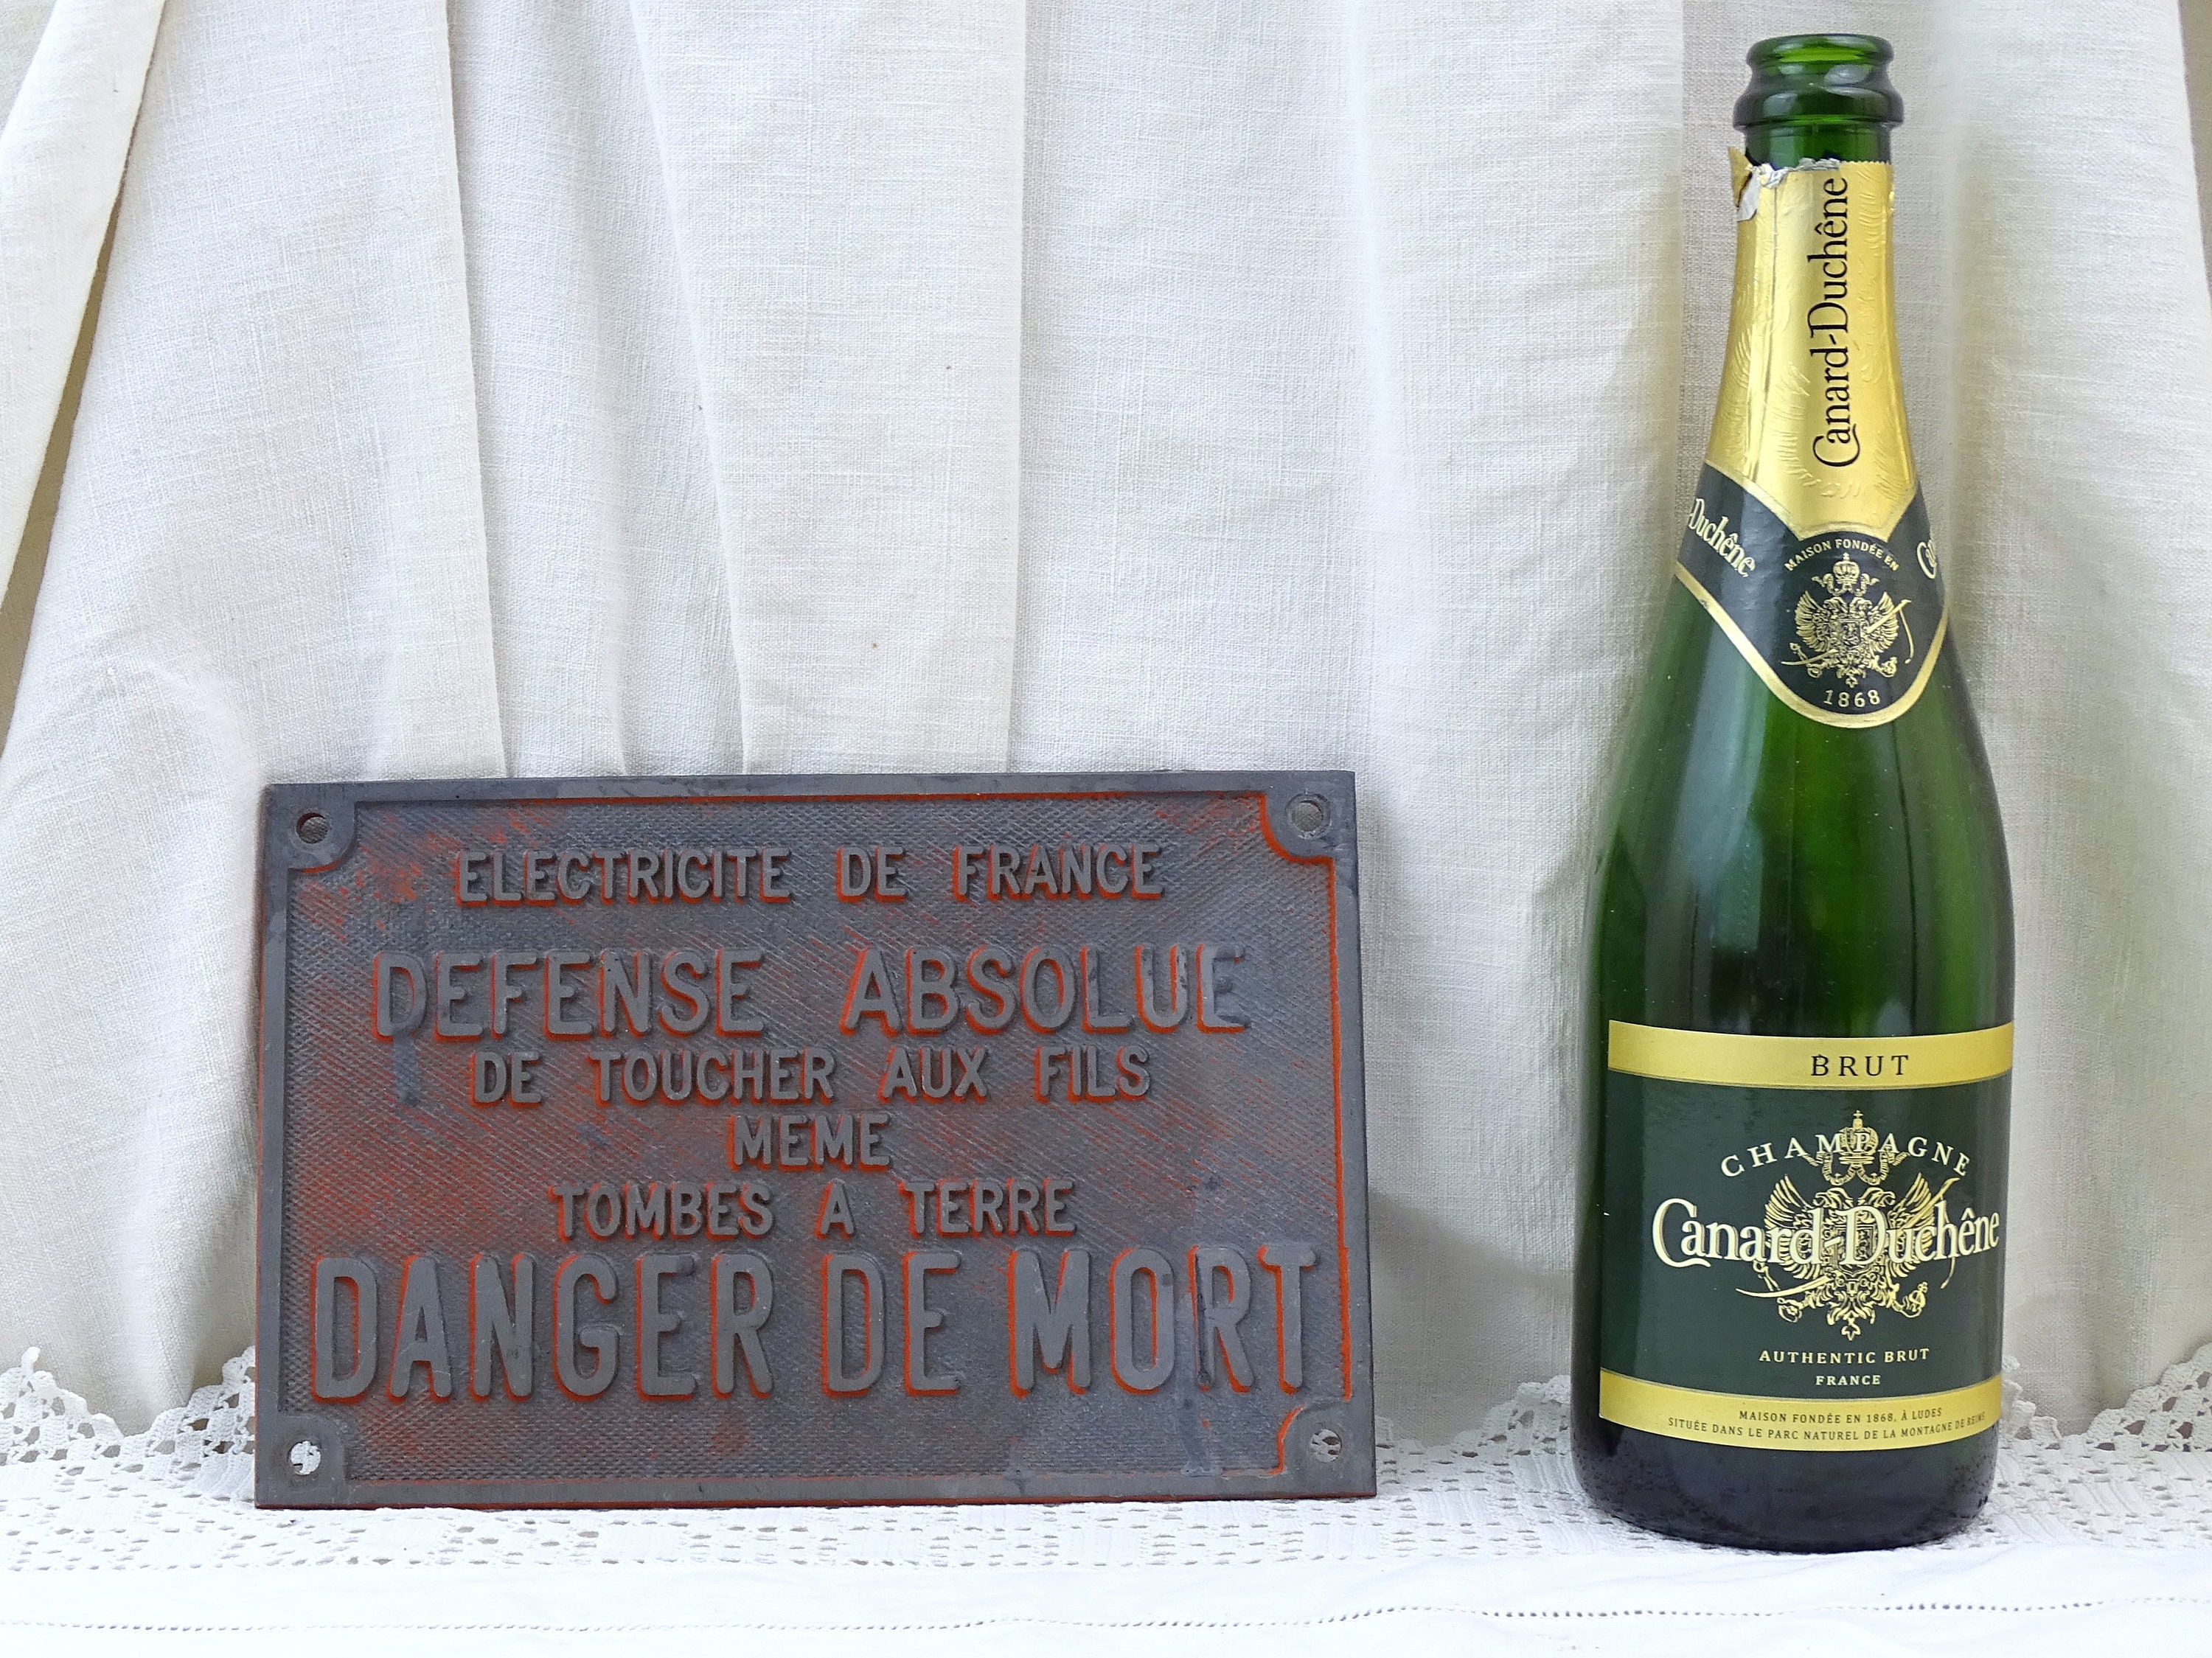 ELECTRICITE DE FRANCE
DEFENSE ABSOLUE
DE TOUCHER AUX FILS
MEME
TOMBES A TERRE
DANGER DE MORT
Canard-Duchêne
-Duchêne
MAISON FONDÉE EN
1868
BRUT
CHAMPAGNE
Canard-Duchêne
AUTHENTIC BRUT
FRANCE
MAISON FONDÉE EN 1868, À LUDES
SITUÉE DANS LE PARC NATUREL DE LA MONTAGNE DE REIMS